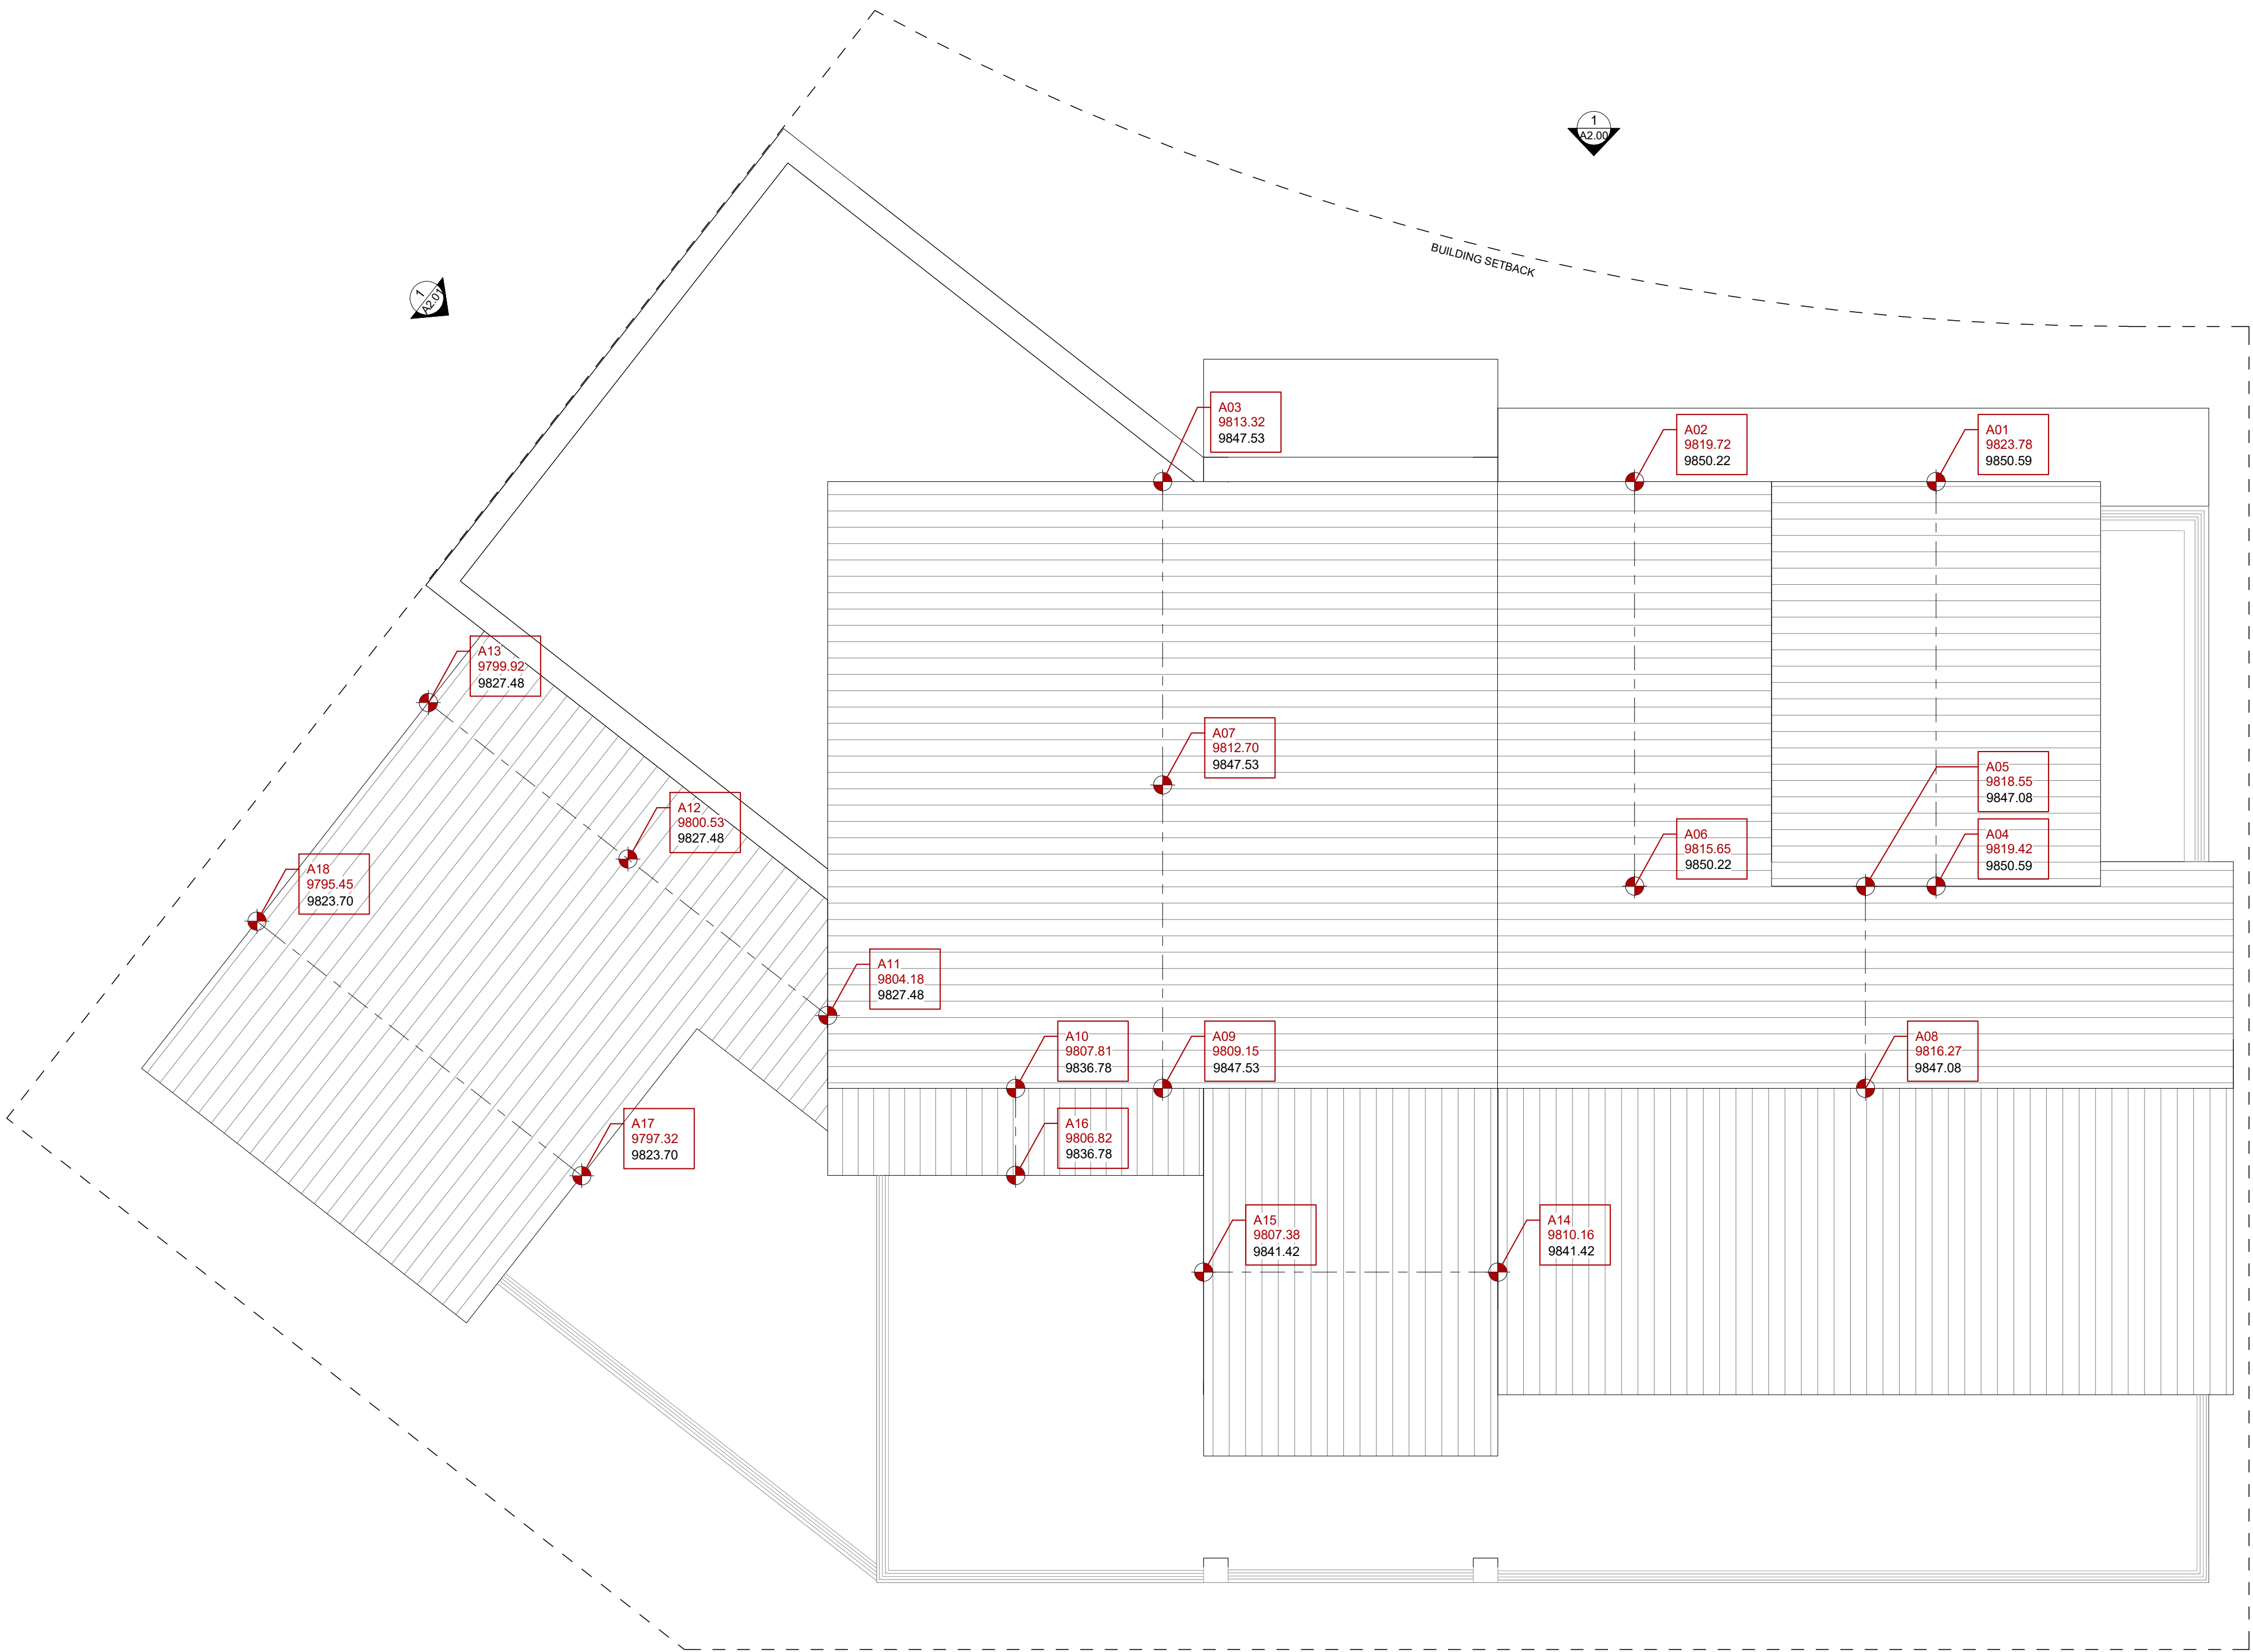 1
A2.00
BUILDING SETBACK
1
A2.01
A03
9813.32
9847.53
A02
9819.72
9850.22
A01
9823.78
9850.59
A13
9799.92
9827.48
A07
9812.70
9847.53
A05
9818.55
9847.08
A12
9800.53
9827.48
A06
9815.65
9850.22
A04
9819.42
9850.59
A18
9795.45
9823.70
A11
9804.18
9827.48
A10
9807.81
9836.78
A09
9809.15
9847.53
A08
9816.27
9847.08
A17
9797.32
9823.70
A16
9806.82
9836.78
A15
9807.38
9841.42
A14
9810.16
9841.42